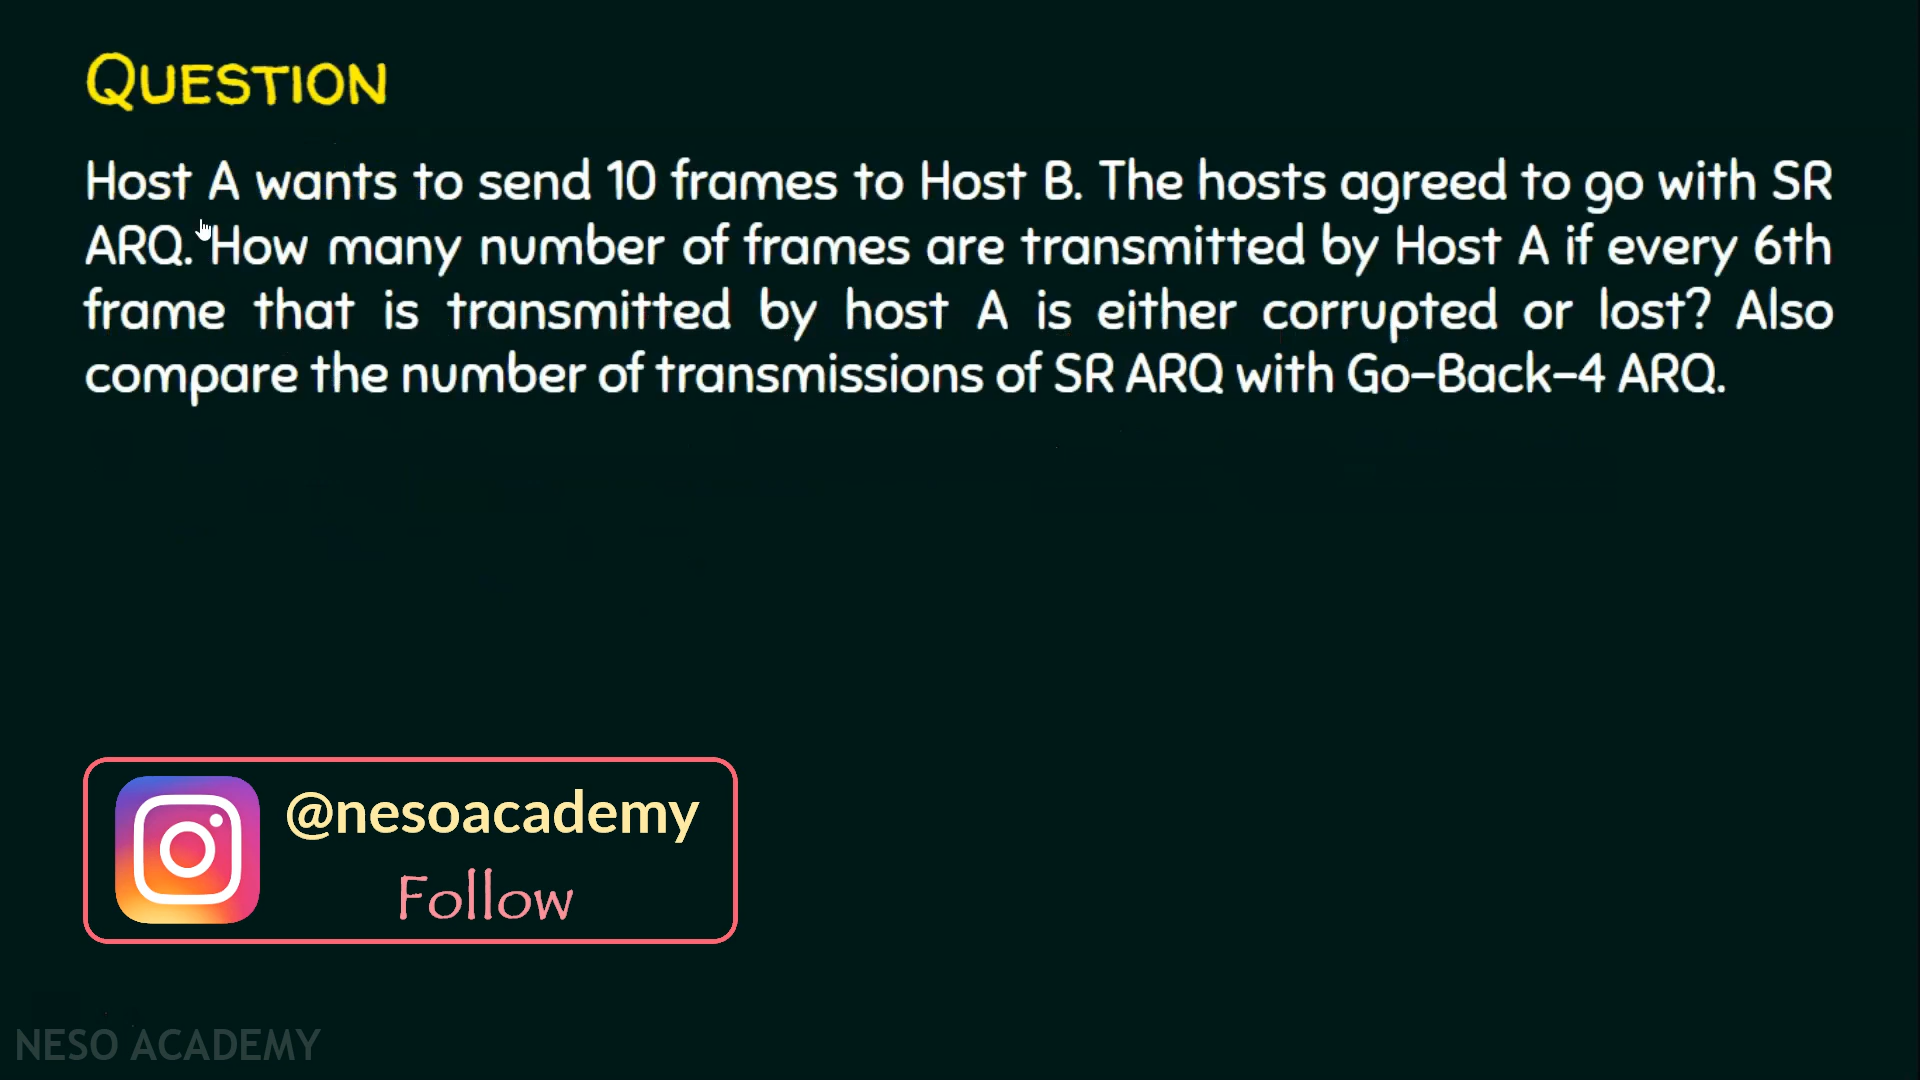 QUESTION
Host A wants to send 10 frames to Host B. The hosts agreed to go with SR
ARQ. How many number of frames are transmitted by Host A if every 6th
frame that is transmitted by host A is either corrupted or lost? Also
compare the number of transmissions of SR ARQ with Go-Back-4 ARQ.
@nesoacademy
Follow
NESO ACADEMY